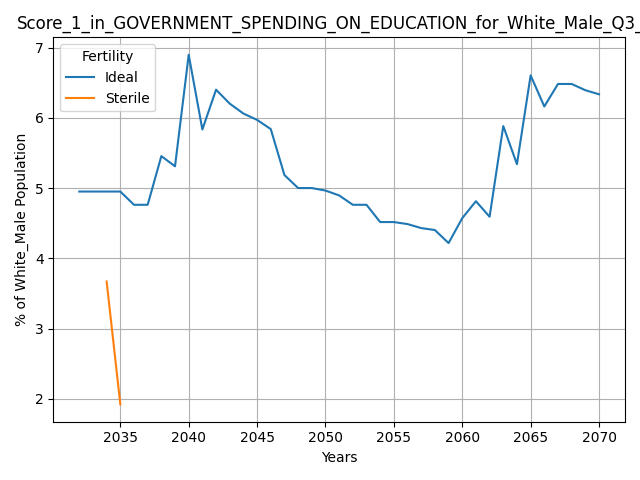 Score_1_in_GOVERNMENT_SPENDING_ON_EDUCATION_for_White_Male_Q3_
Fertility
Ideal
Sterile
% of White_Male Population
7
6
5
4
3
2
2035 2040 2045 2050 2055 2060 2065 2070
Years